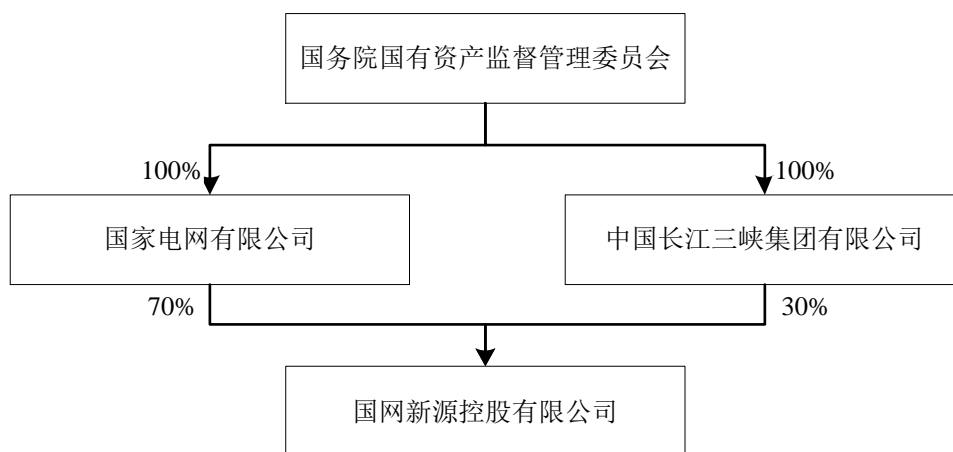 国务院国有资产监督管理委员会
100%
100%
国家电网有限公司
中国长江三峡集团有限公司
70%
30%
国网新源控股有限公司